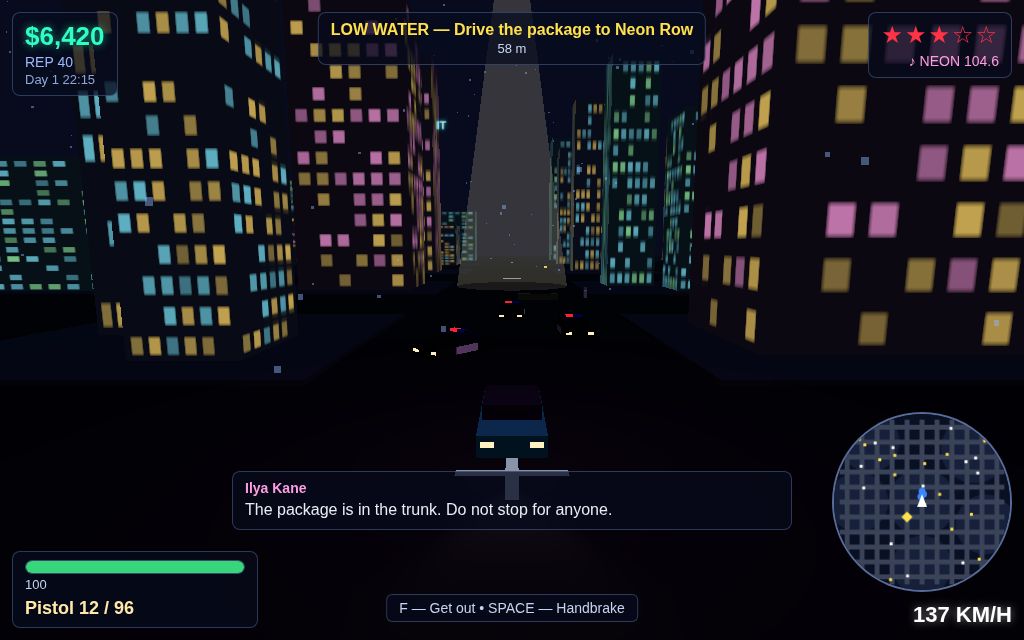 $6,420
REP 40
Day 1 22:15
LOW WATER — Drive the package to Neon Row
58 m
★★★☆☆
♪ NEON 104.6
Ilya Kane
The package is in the trunk. Do not stop for anyone.
100
Pistol 12 / 96
F — Get out • SPACE — Handbrake
137 KM/H